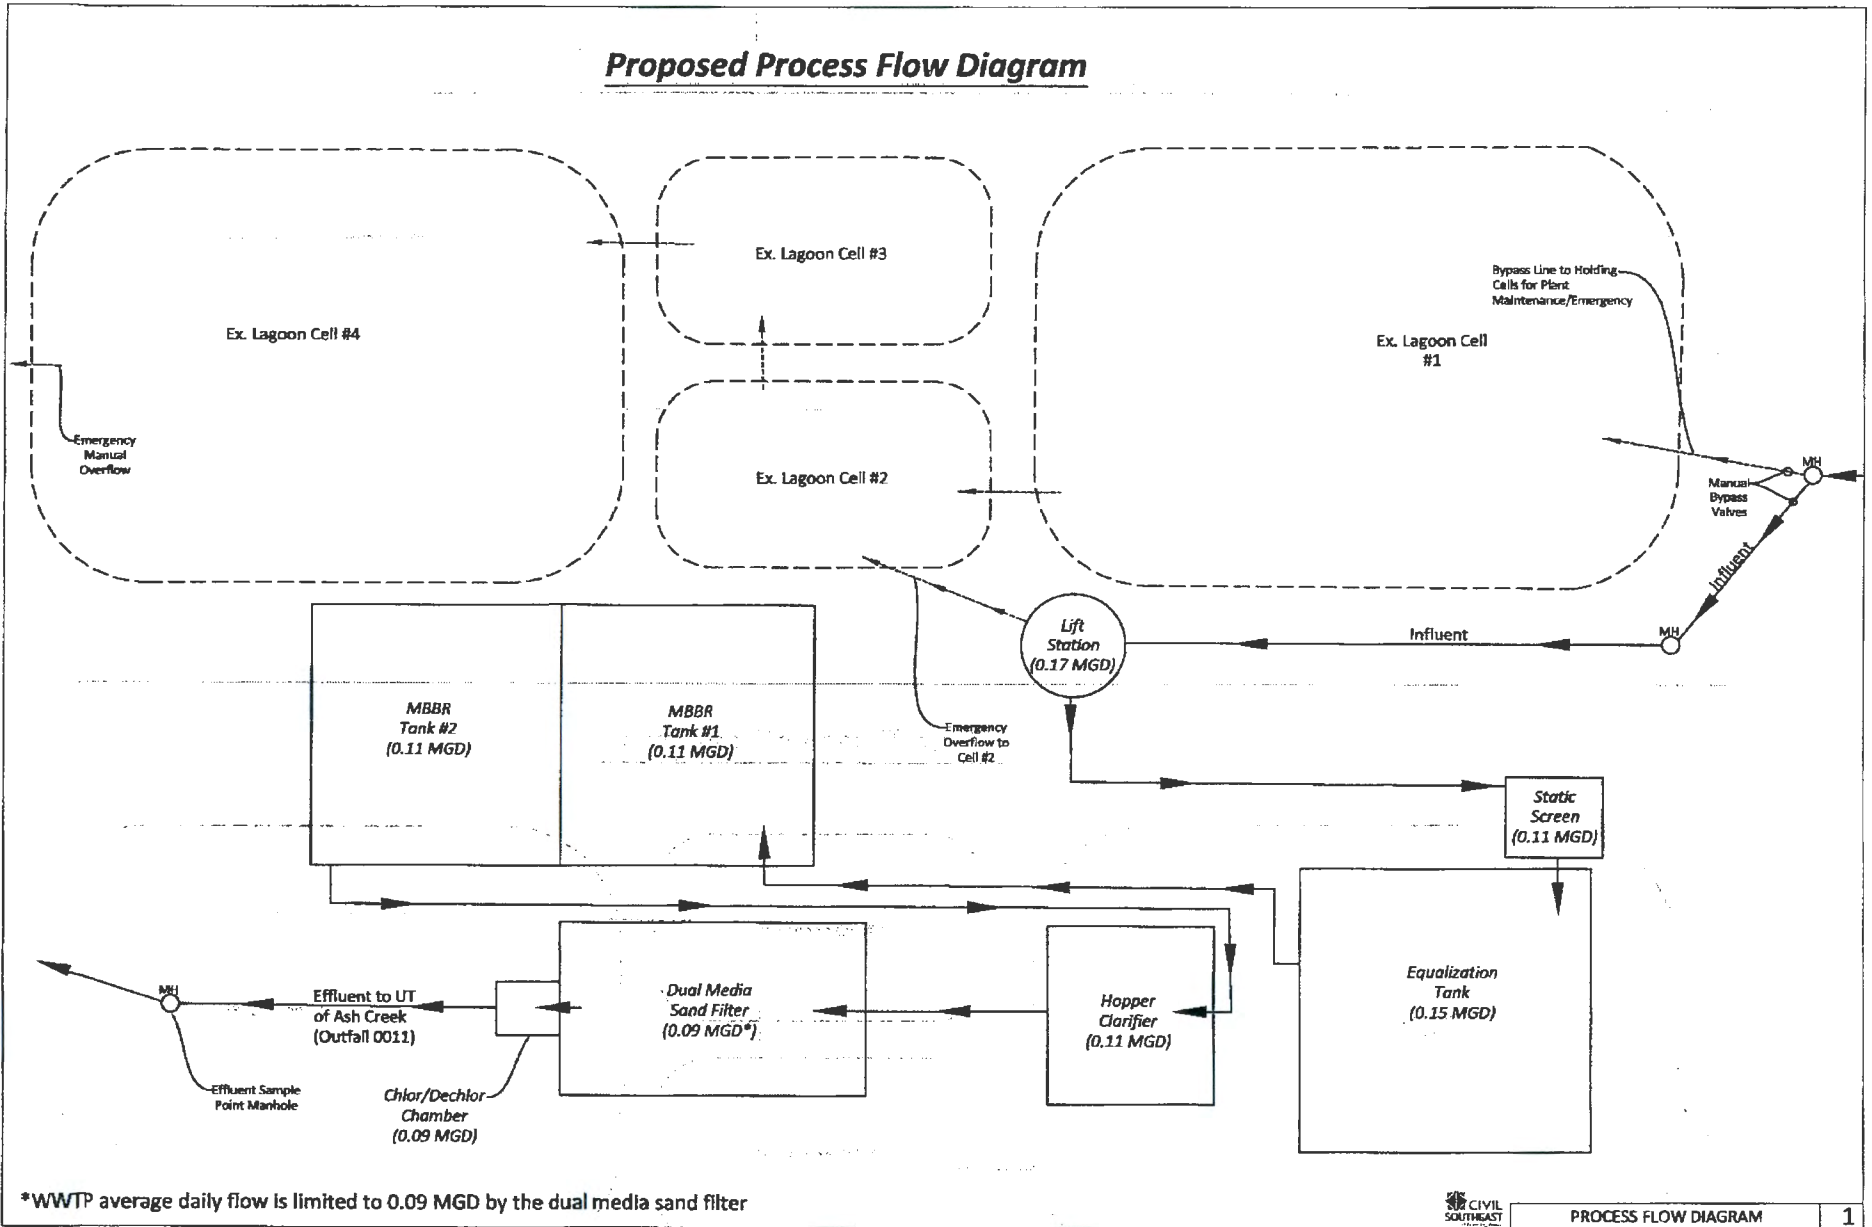 Proposed Process Flow Diagram
Ex. Lagoon Cell #3
Bypass Line to Holding
Cells for Plant
Maintenance/Emergency
Ex. Lagoon Cell #4
Ex. Lagoon Cell
#1
Emergency
Manual
Overflow
Ex. Lagoon Cell #2
MH
Manual
Bypass
Valves
Influent
Lift
Station
(0.17 MGD)
Influent
MH
MBBR
Tank #2
(0.11 MGD)
MBBR
Tank #1
(0.11 MGD)
Emergency
Overflow to
Cell #2
Static
Screen
(0.11 MGD)
Equalization
Tank
(0.15 MGD)
Hopper
Clarifier
(0.11 MGD)
Dual Media
Sand Filter
(0.09 MGD*)
MH
Effluent to UT
of Ash Creek
(Outfall 0011)
Effluent Sample
Point Manhole
Chlor/Dechlor
Chamber
(0.09 MGD)
*WWTP average daily flow is limited to 0.09 MGD by the dual media sand filter
CIVIL
SOUTHEAST
PROCESS FLOW DIAGRAM
1